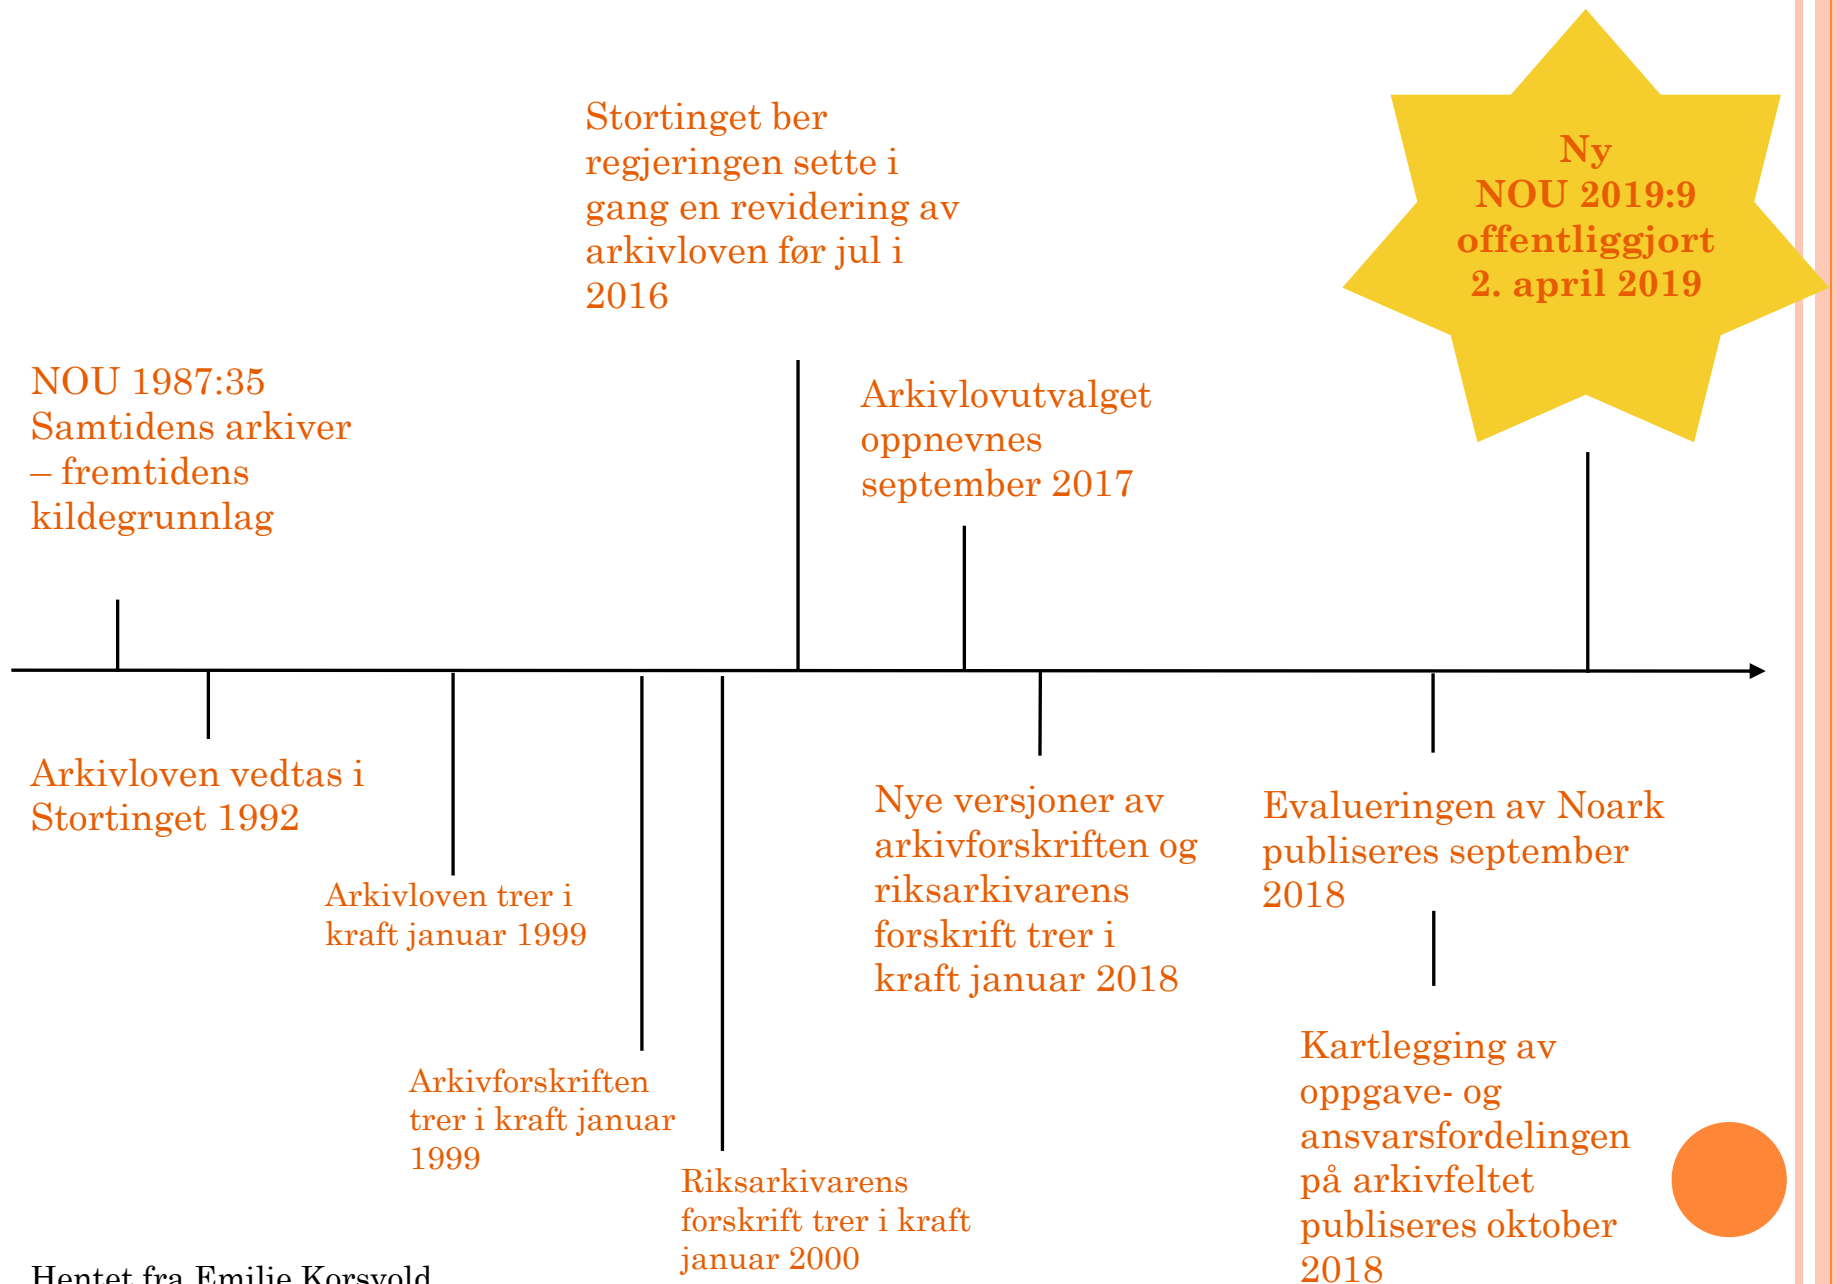 Stortinget ber
regjeringen sette i
gang en revidering av
arkivloven før jul i
2016
Ny
NOU 2019:9
offentliggjort
2. april 2019
NOU 1987:35
Samtidens arkiver
– fremtidens
kildegrunnlag
Arkivlovutvalget
oppnevnes
september 2017
Arkivloven vedtas i
Stortinget 1992
Arkivloven trer i
kraft januar 1999
Arkivforskriften
trer i kraft januar
1999
Riksarkivarens
forskrift trer i kraft
januar 2000
Nye versjoner av
arkivforskriften og
riksarkivarens
forskrift trer i
kraft januar 2018
Evalueringen av Noark
publiseres september
2018
Kartlegging av
oppgave- og
ansvarsfordelingen
på arkivfeltet
publiseres oktober
2018
Hentet fra Emilie Korsvold